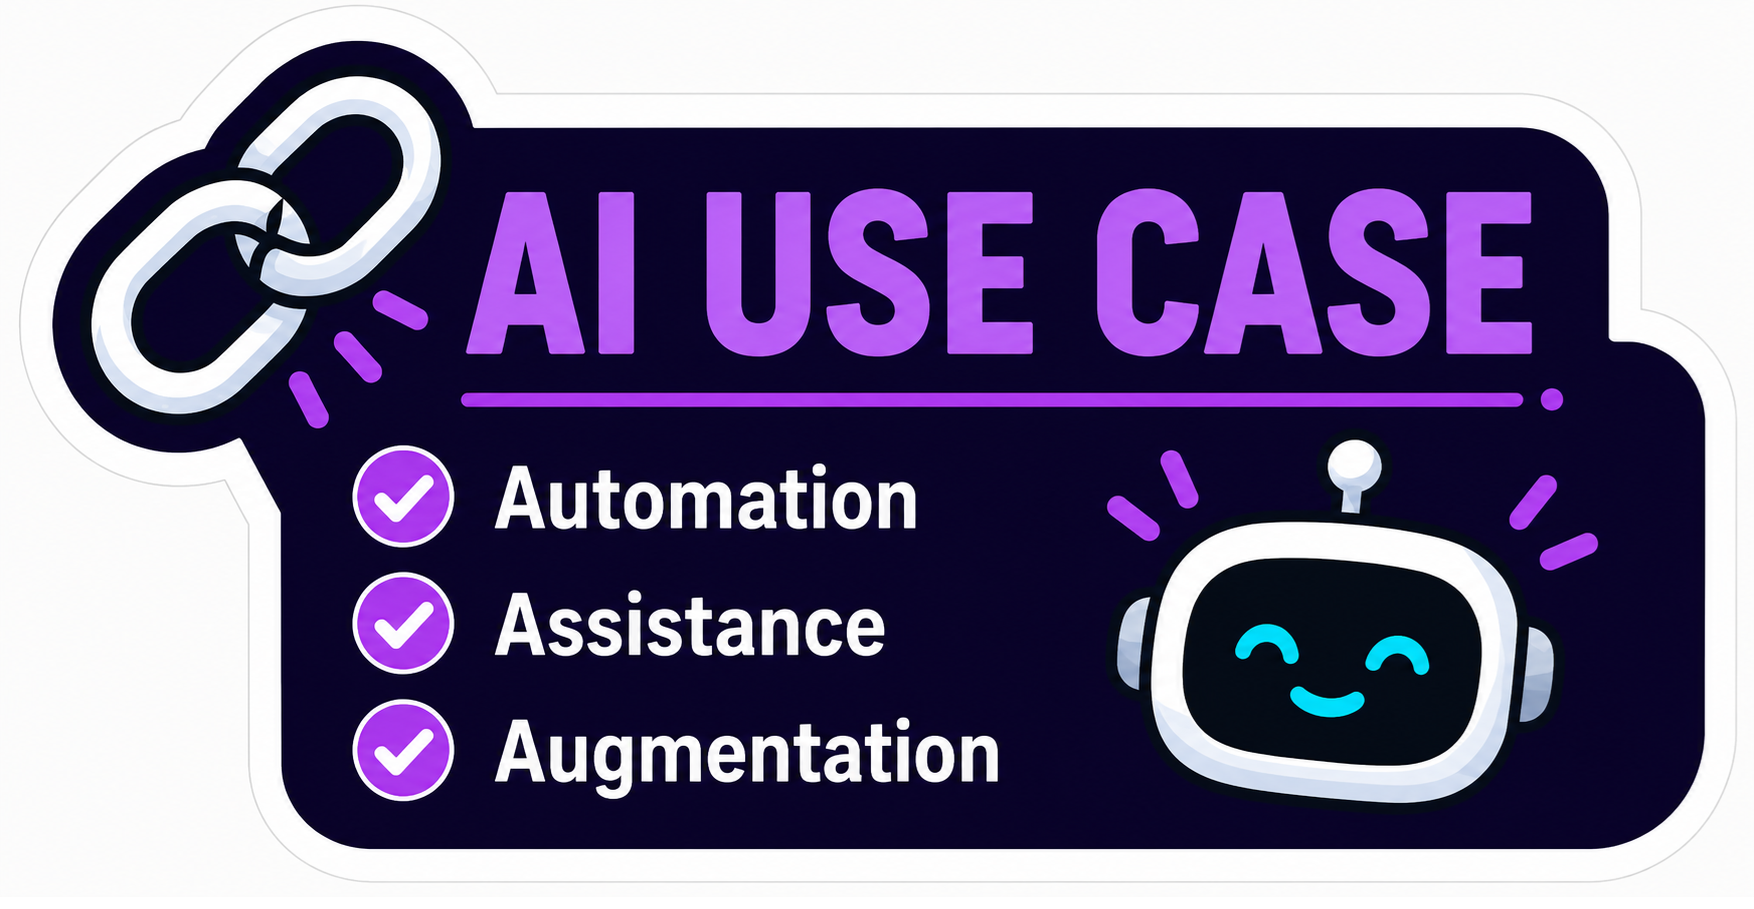 AI USE CASE
Automation
Assistance
Augmentation